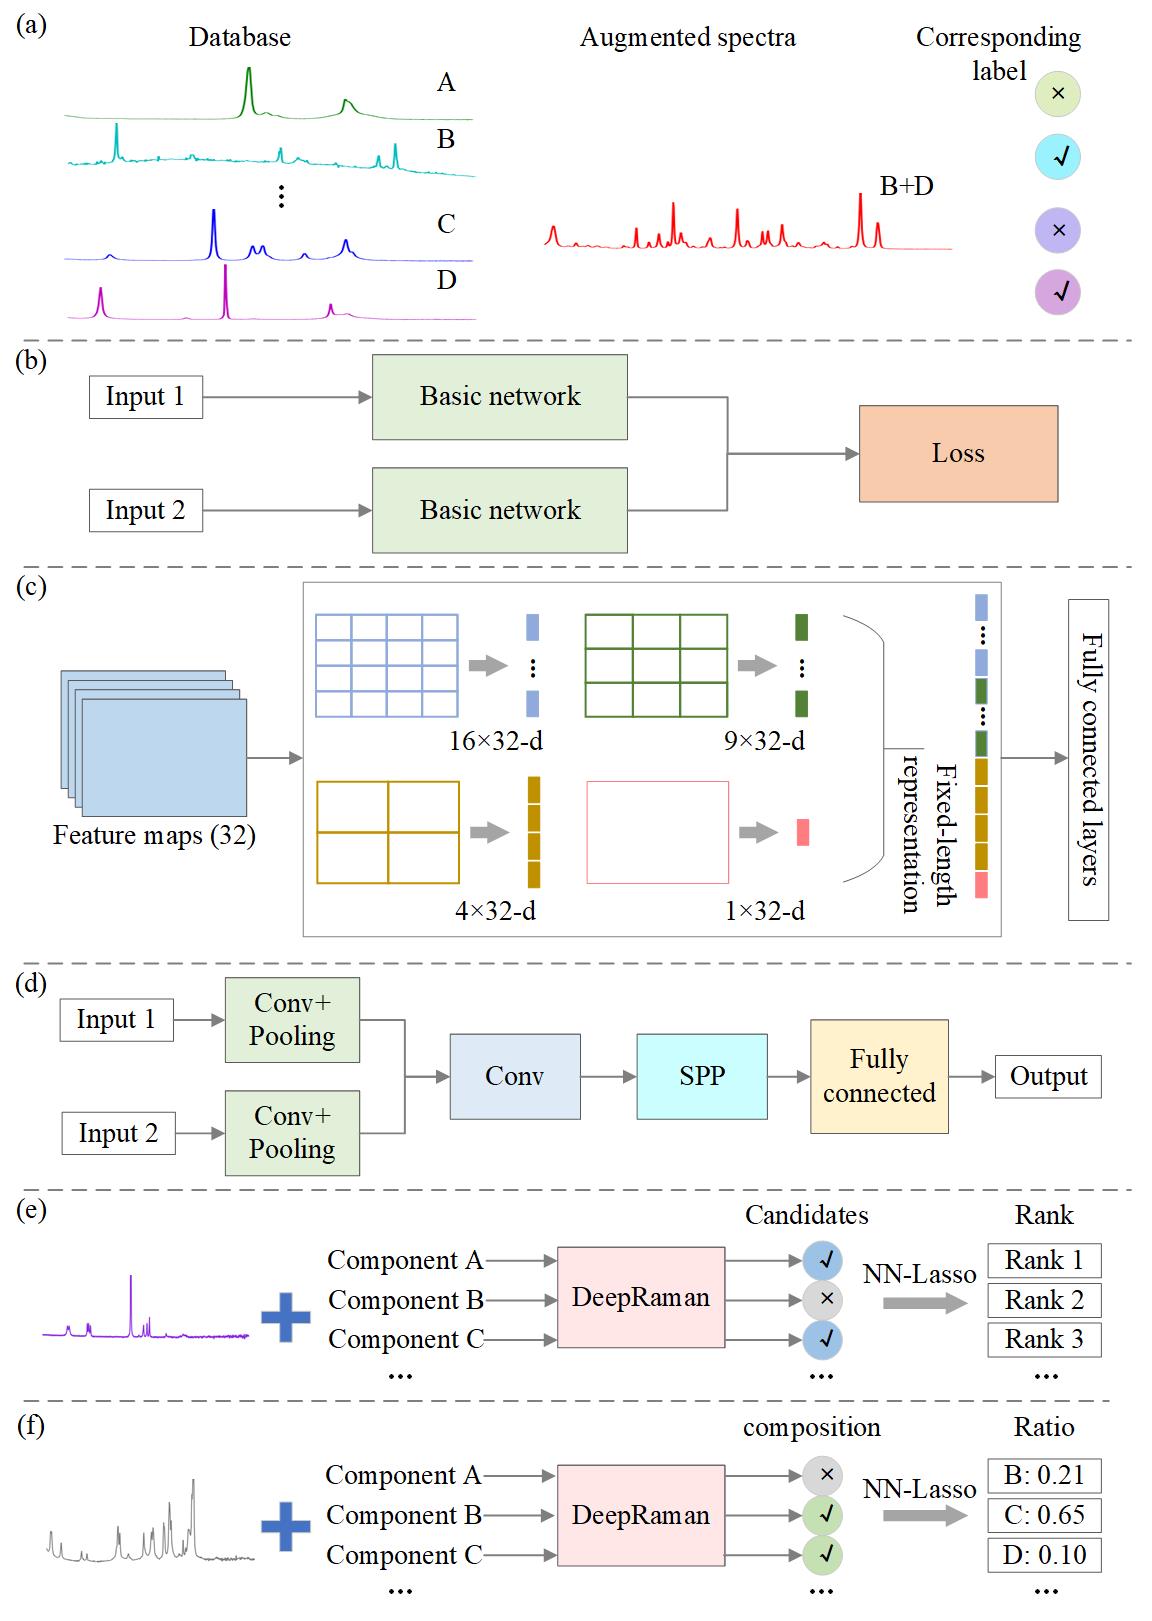 (a)
Database
Augmented spectra
Corresponding
label
A
×
B
√
B+D
C
×
D
√
(b)
Input 1
Basic network
Loss
Input 2
Basic network
(c)
16×32-d
9×32-d
Feature maps (32)
4×32-d
1×32-d
Fixed-length
representation
Fully connected layers
(d)
Input 1
Conv+
Pooling
Conv
SPP
Fully
connected
Output
Input 2
Conv+
Pooling
(e)
Candidates
Rank
Component A
√
Rank 1
Component B
DeepRaman
×
NN-Lasso
Rank 2
Component C
√
Rank 3
...
...
...
(f)
composition
Ratio
Component A
×
B: 0.21
Component B
DeepRaman
√
NN-Lasso
C: 0.65
Component C
√
D: 0.10
...
...
...